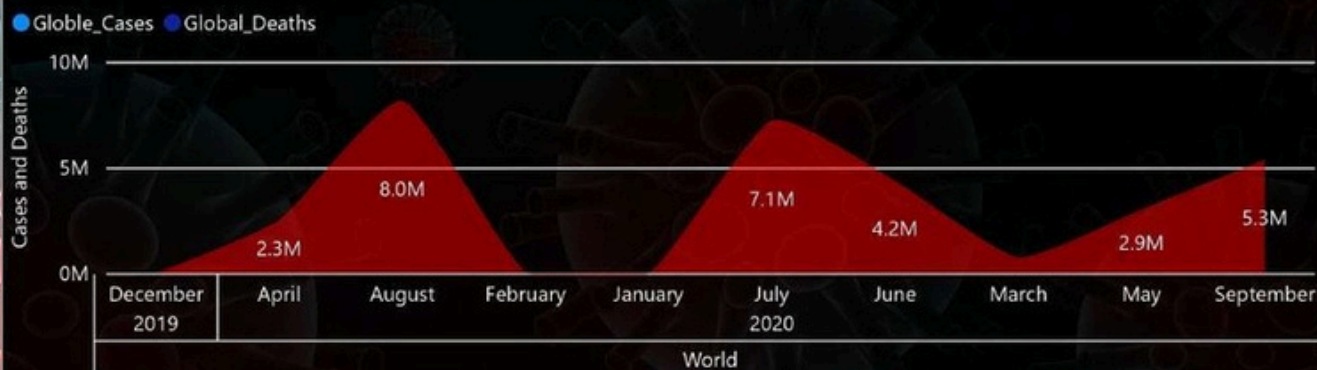 Globle_Cases Global_Deaths
10M
Cases and Deaths
5M
8.0M
7.1M
4.2M
5.3M
2.3M
2.9M
0M
December April August February January July June March May September
2019 2020
World